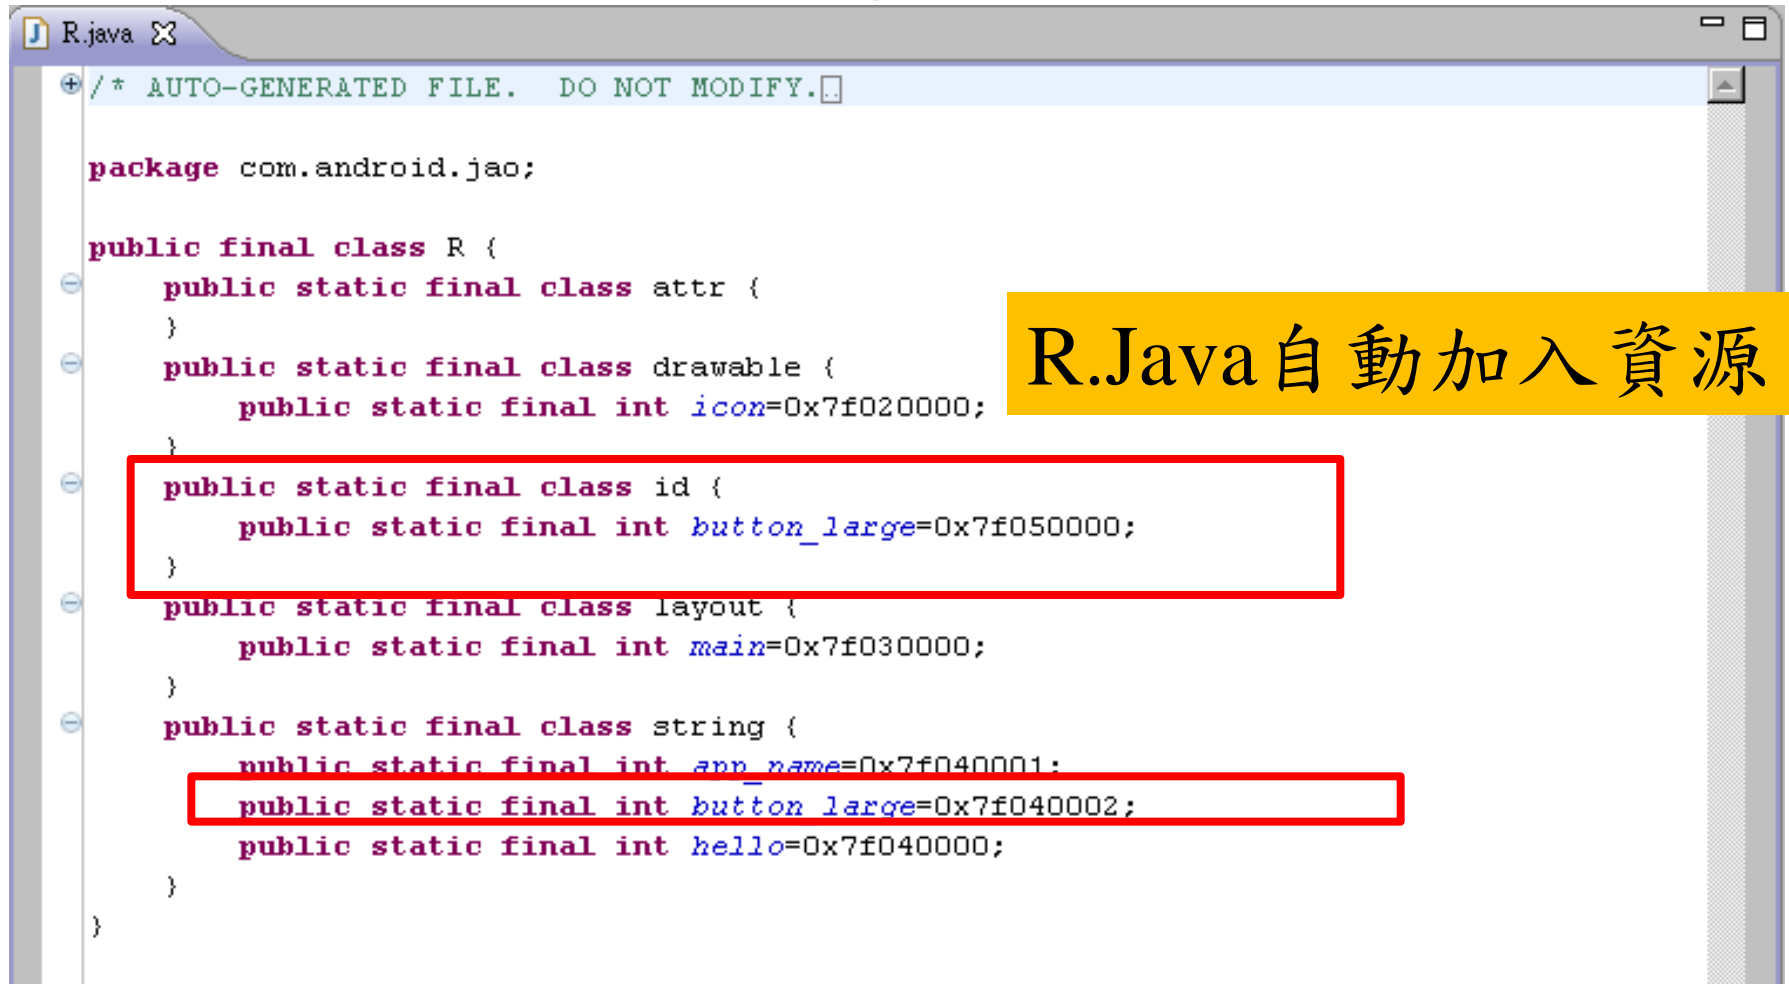 R.java
/* AUTO-GENERATED FILE.  DO NOT MODIFY.
package com.android.jao;
public final class R {
public static final class attr {
}
R.Java自動加入資源
public static final class drawable {
public static final int icon=0x7f020000;
}
public static final class id {
public static final int button_large=0x7f050000;
}
public static final class layout {
public static final int main=0x7f030000;
}
public static final class string {
public static final int app_name=0x7f040001;
public static final int button_large=0x7f040002;
public static final int hello=0x7f040000;
}
}